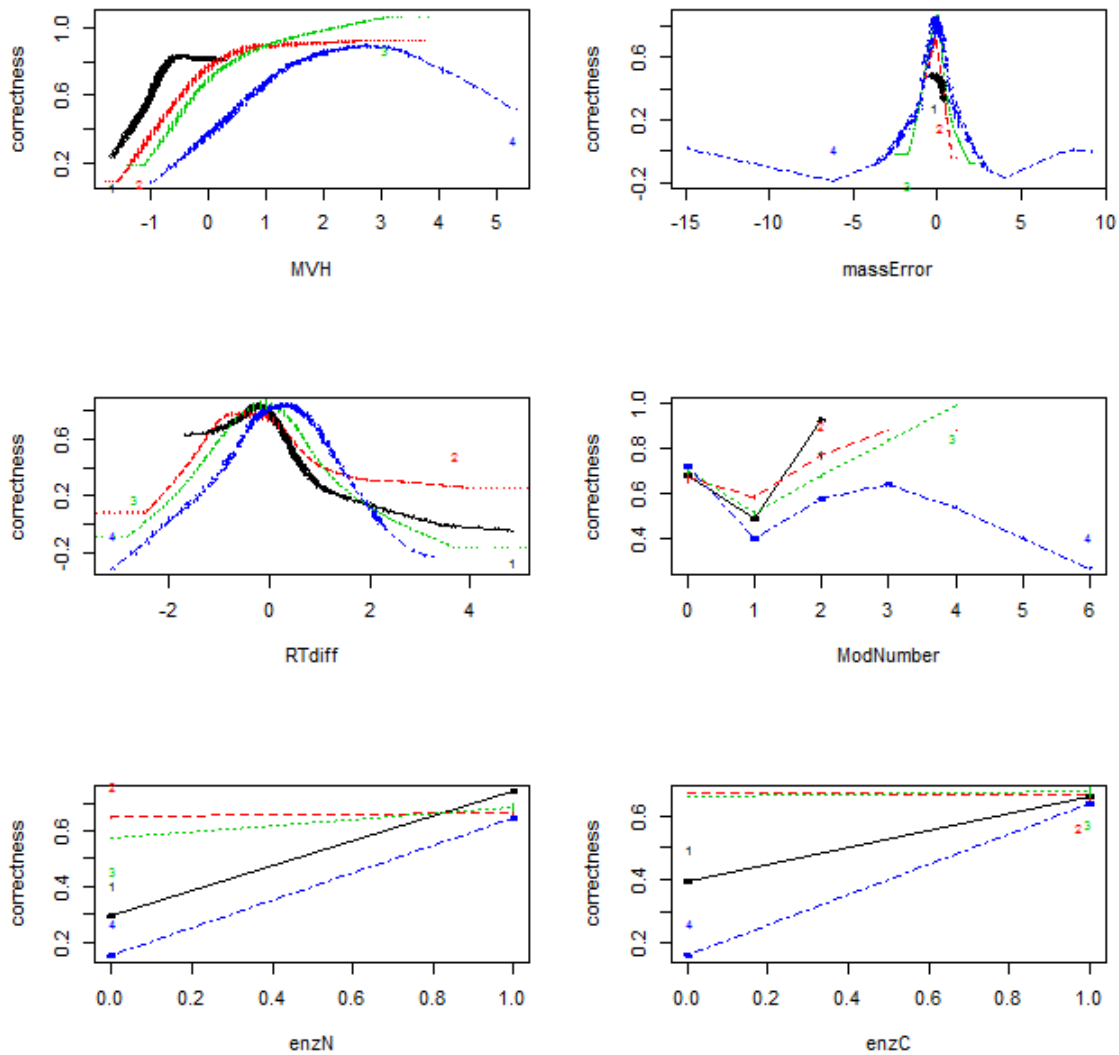 correctness
0.2 0.6 1.0
1 2 3 4
-1 0 1 2 3 4 5
MVH
correctness
-0.2 0.2 0.6
1 2 3 4
-15 -10 -5 0 5 10
massError
correctness
-0.2 0.2 0.6
3 4 2 1
-2 0 2 4
RTdiff
correctness
0.4 0.6 0.8 1.0
2 1 3 4
0 1 2 3 4 5 6
ModNumber
correctness
0.2 0.4 0.6
2 3 1 4
0.0 0.2 0.4 0.6 0.8 1.0
enzN
correctness
0.2 0.4 0.6
1 4 2 3
0.0 0.2 0.4 0.6 0.8 1.0
enzC